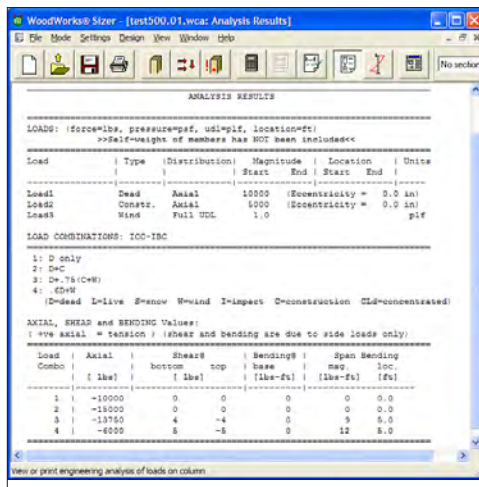 WoodWorks® Sizer - [test500.01.wca: Analysis Results]
File Mode Settings Design View Window Help
No section
ANALYSIS RESULTS
LOADS: (force=lbs, pressure=psf, udl=plf, location=ft)
>>Self-weight of members has NOT been included<<
Load | Type |Distribution| Magnitude | Location | Units
| | | Start End | Start End |
Load1 Dead Axial 10000 (Eccentricity = 0.0 in)
Load2 Constr. Axial 5000 (Eccentricity = 0.0 in)
Load3 Wind Full UDL 1.0 plf
LOAD COMBINATIONS: ICC-IBC
1: D only
2: D+C
3: D+.75(C+W)
4: .6D+W
(D=dead L=live S=snow W=wind I=impact C=construction CLd=concentrated)
AXIAL, SHEAR and BENDING Values:
( +ve axial = tension ) (shear and bending are due to side loads only)
Load | Axial | Shear@ | Bending@ | Span Bending
Combo | | bottom top | base | mag. loc.
| [ lbs] | [ lbs] | [lbs-ft] | [lbs-ft] [ft]
1 | -10000 0 0 0 0 0.0
2 | -15000 0 0 0 0 0.0
3 | -13750 4 -4 0 9 5.0
4 | -6000 5 -5 0 12 5.0
View or print engineering analysis of loads on column